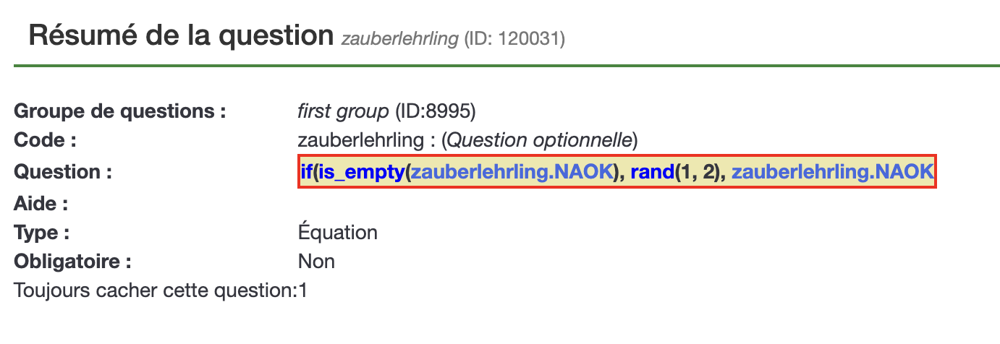 Résumé de la question zauberlehrling (ID: 120031)
Groupe de questions : first group (ID:8995)
Code : zauberlehrling : (Question optionnelle)
Question : if(is_empty(zauberlehrling.NAOK), rand(1, 2), zauberlehrling.NAOK
Aide :
Type : Équation
Obligatoire : Non
Toujours cacher cette question:1